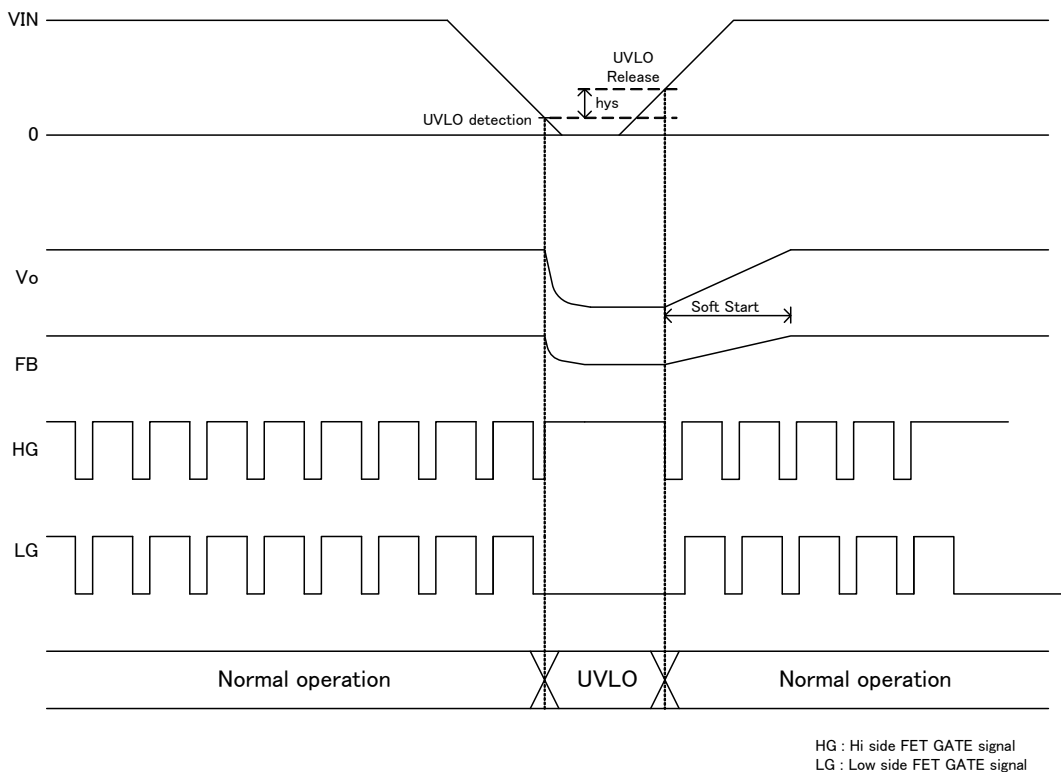 VIN
UVLO
Release
hys
UVLO detection
0
Vo
Soft Start
FB
HG
LG
Normal operation
UVLO
Normal operation
HG : Hi side FET GATE signal
LG : Low side FET GATE signal